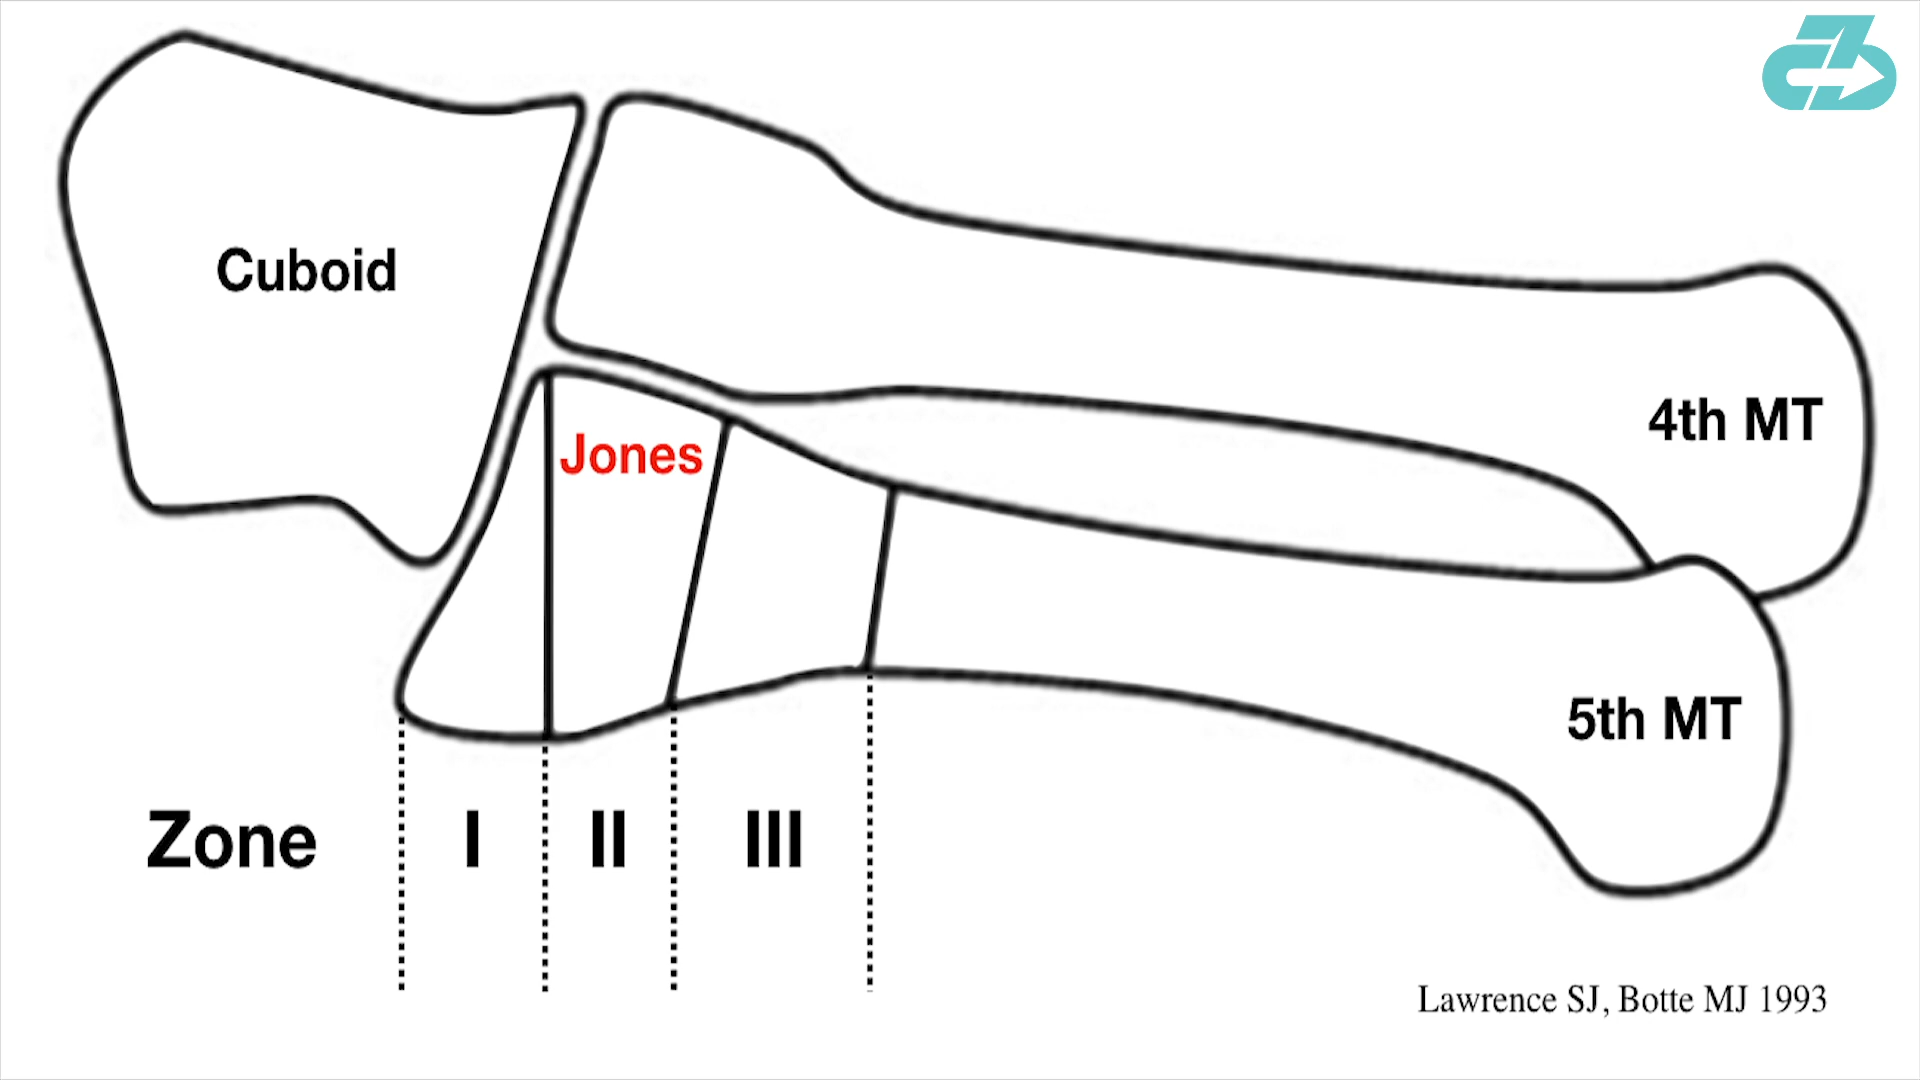 Cuboid
Jones
4th MT
5th MT
Zone I II III
Lawrence SJ, Botte MJ 1993